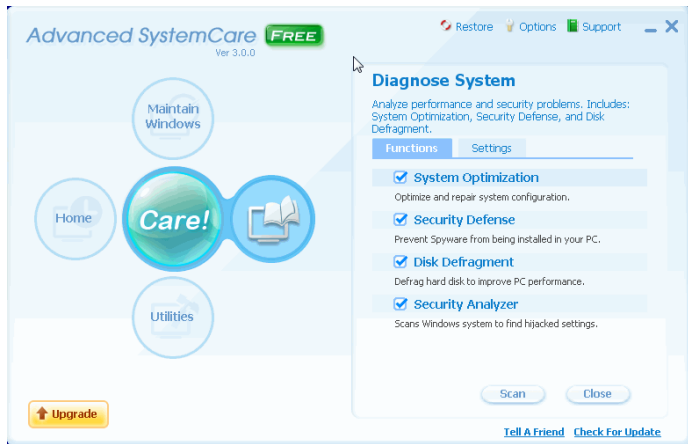 Advanced SystemCare FREE
Ver 3.0.0
Restore Options Support
Maintain
Windows
Home
Care!
Utilities
Upgrade
Diagnose System
Analyze performance and security problems. Includes:
System Optimization, Security Defense, and Disk
Defragment.
Functions Settings
System Optimization
Optimize and repair system configuration.
Security Defense
Prevent Spyware from being installed in your PC.
Disk Defragment
Defrag hard disk to improve PC performance.
Security Analyzer
Scans Windows system to find hijacked settings.
Scan Close
Tell A Friend Check For Update